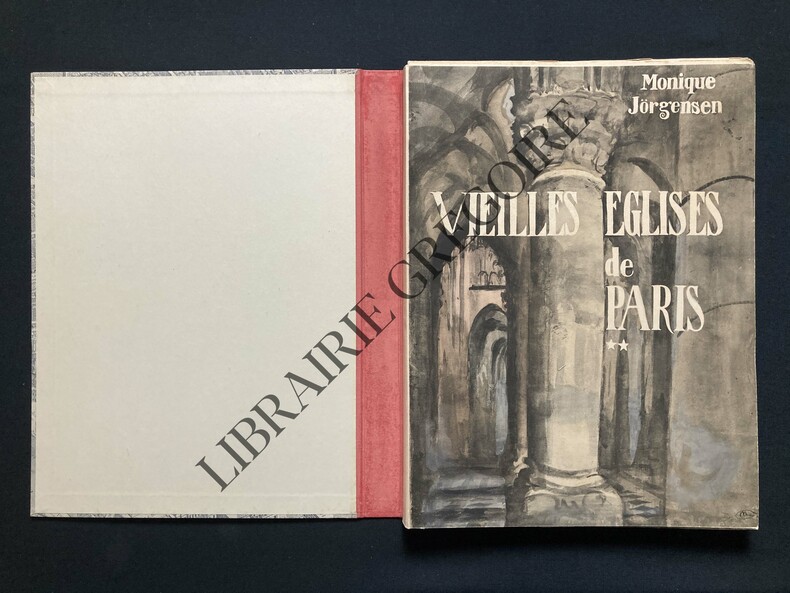 Monique
Jörgensen
VIEILLES EGLISES
de
PARIS
**
LIBRAIRIE GREGOIRE